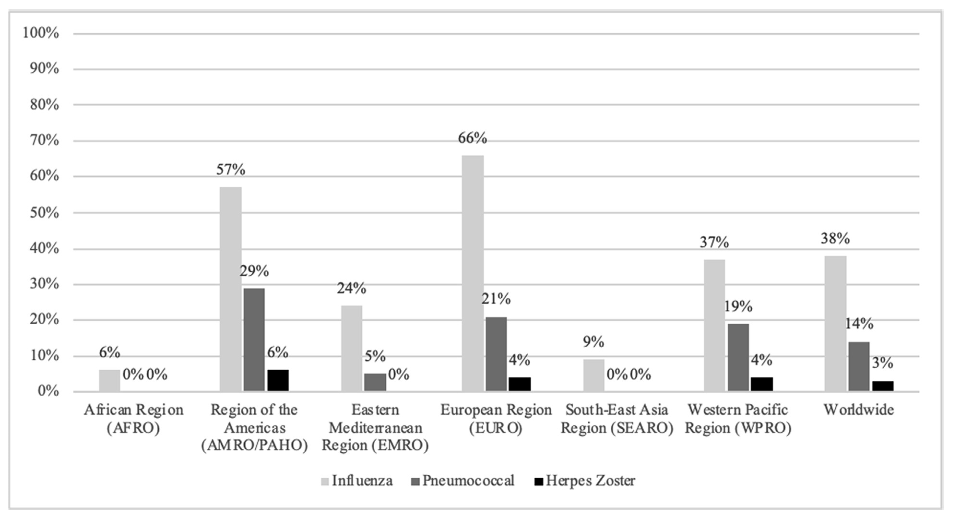 100%
90%
80%
70%
60%
50%
40%
30%
20%
10%
0%
6%
0%
0%
57%
29%
6%
24%
5%
0%
66%
21%
4%
9%
0%
0%
37%
19%
4%
38%
14%
3%
African Region
(AFRO)
Region of the
Americas
(AMRO/PAHO)
Eastern
Mediterranean
Region (EMRO)
European Region
(EURO)
South-East Asia
Region (SEARO)
Western Pacific
Region (WPRO)
Worldwide
Influenza
Pneumococcal
Herpes Zoster